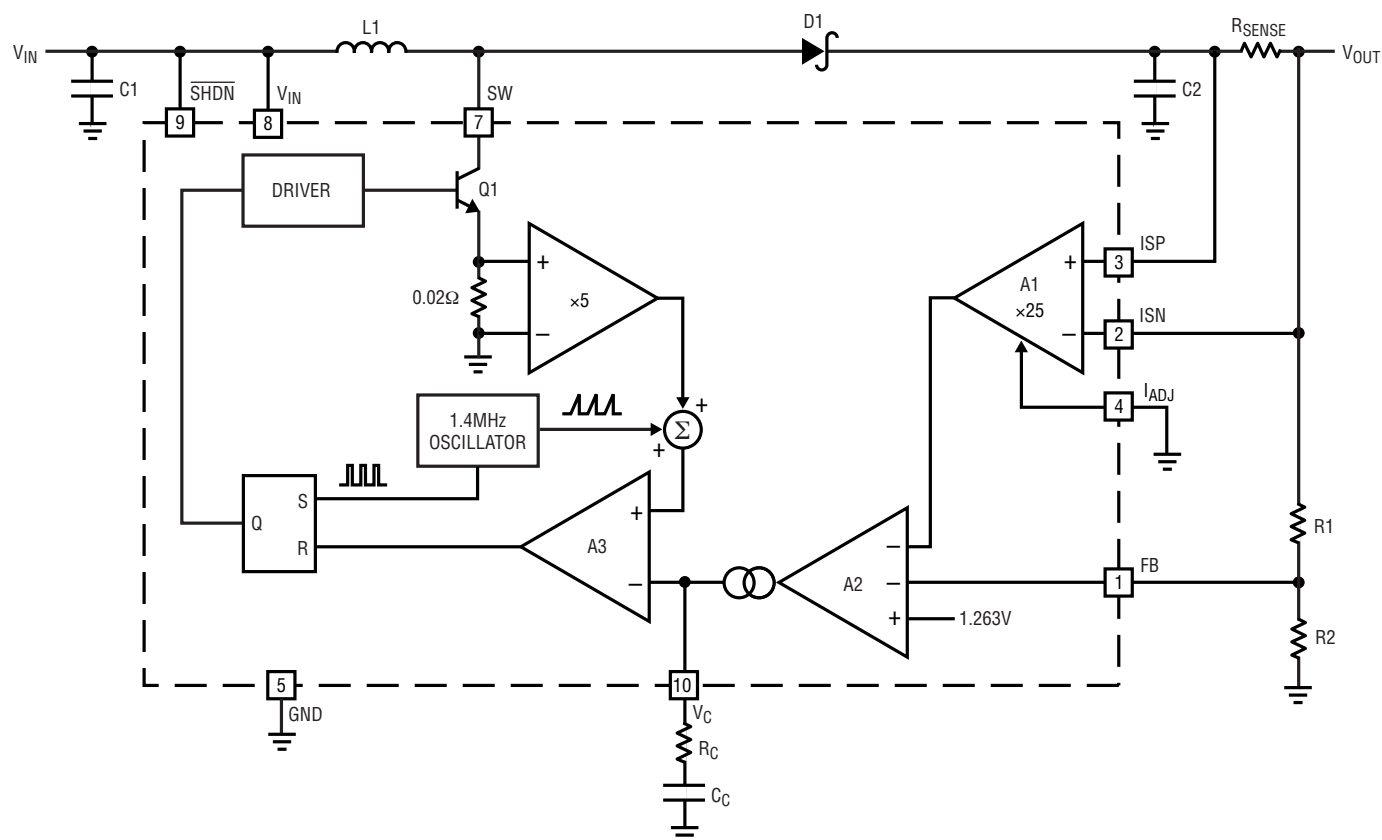 L1
D1
RSENSE
VIN
VOUT
C1
SHDN
VIN
SW
C2
9
8
7
DRIVER
Q1
ISP
+
3
+
A1
0.02Ω
×5
×25
ISN
–
–
2
IADJ
4
1.4MHz
OSCILLATOR
+
Σ
+
S
+
R1
Q
–
R
A3
FB
–
A2
–
1
+
1.263V
R2
5
10
GND
VC
RC
CC